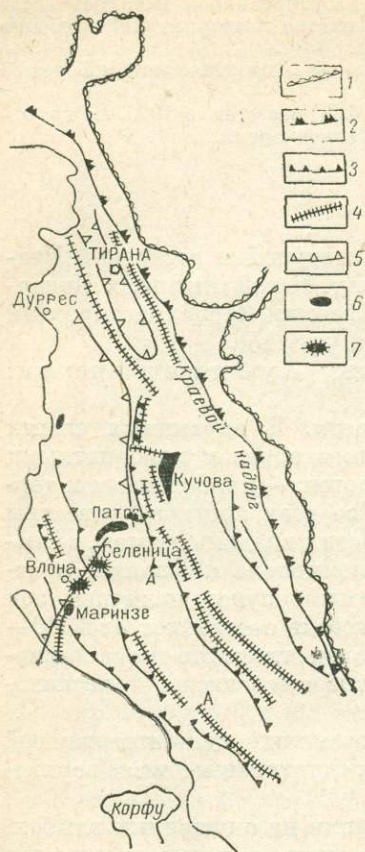 1
2
3
4
5
6
7
ТИРАНА
Дуррес
Краевой
надвиг
Кучова
Патос
Селеница
Влона
Маринзе
А
А
Корфу